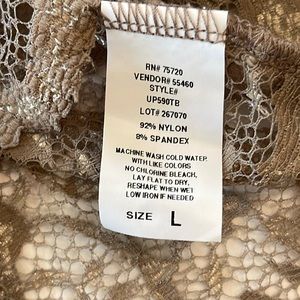 RN# 75720
VENDOR# 55460
STYLE#
UP590TB
LOT# 267070
92% NYLON
8% SPANDEX
MACHINE WASH COLD WATER
WITH LIKE COLORS
NO CHLORINE BLEACH,
LAY FLAT TO DRY,
RESHAPE WHEN WET
LOW IRON IF NEEDED
SIZE L